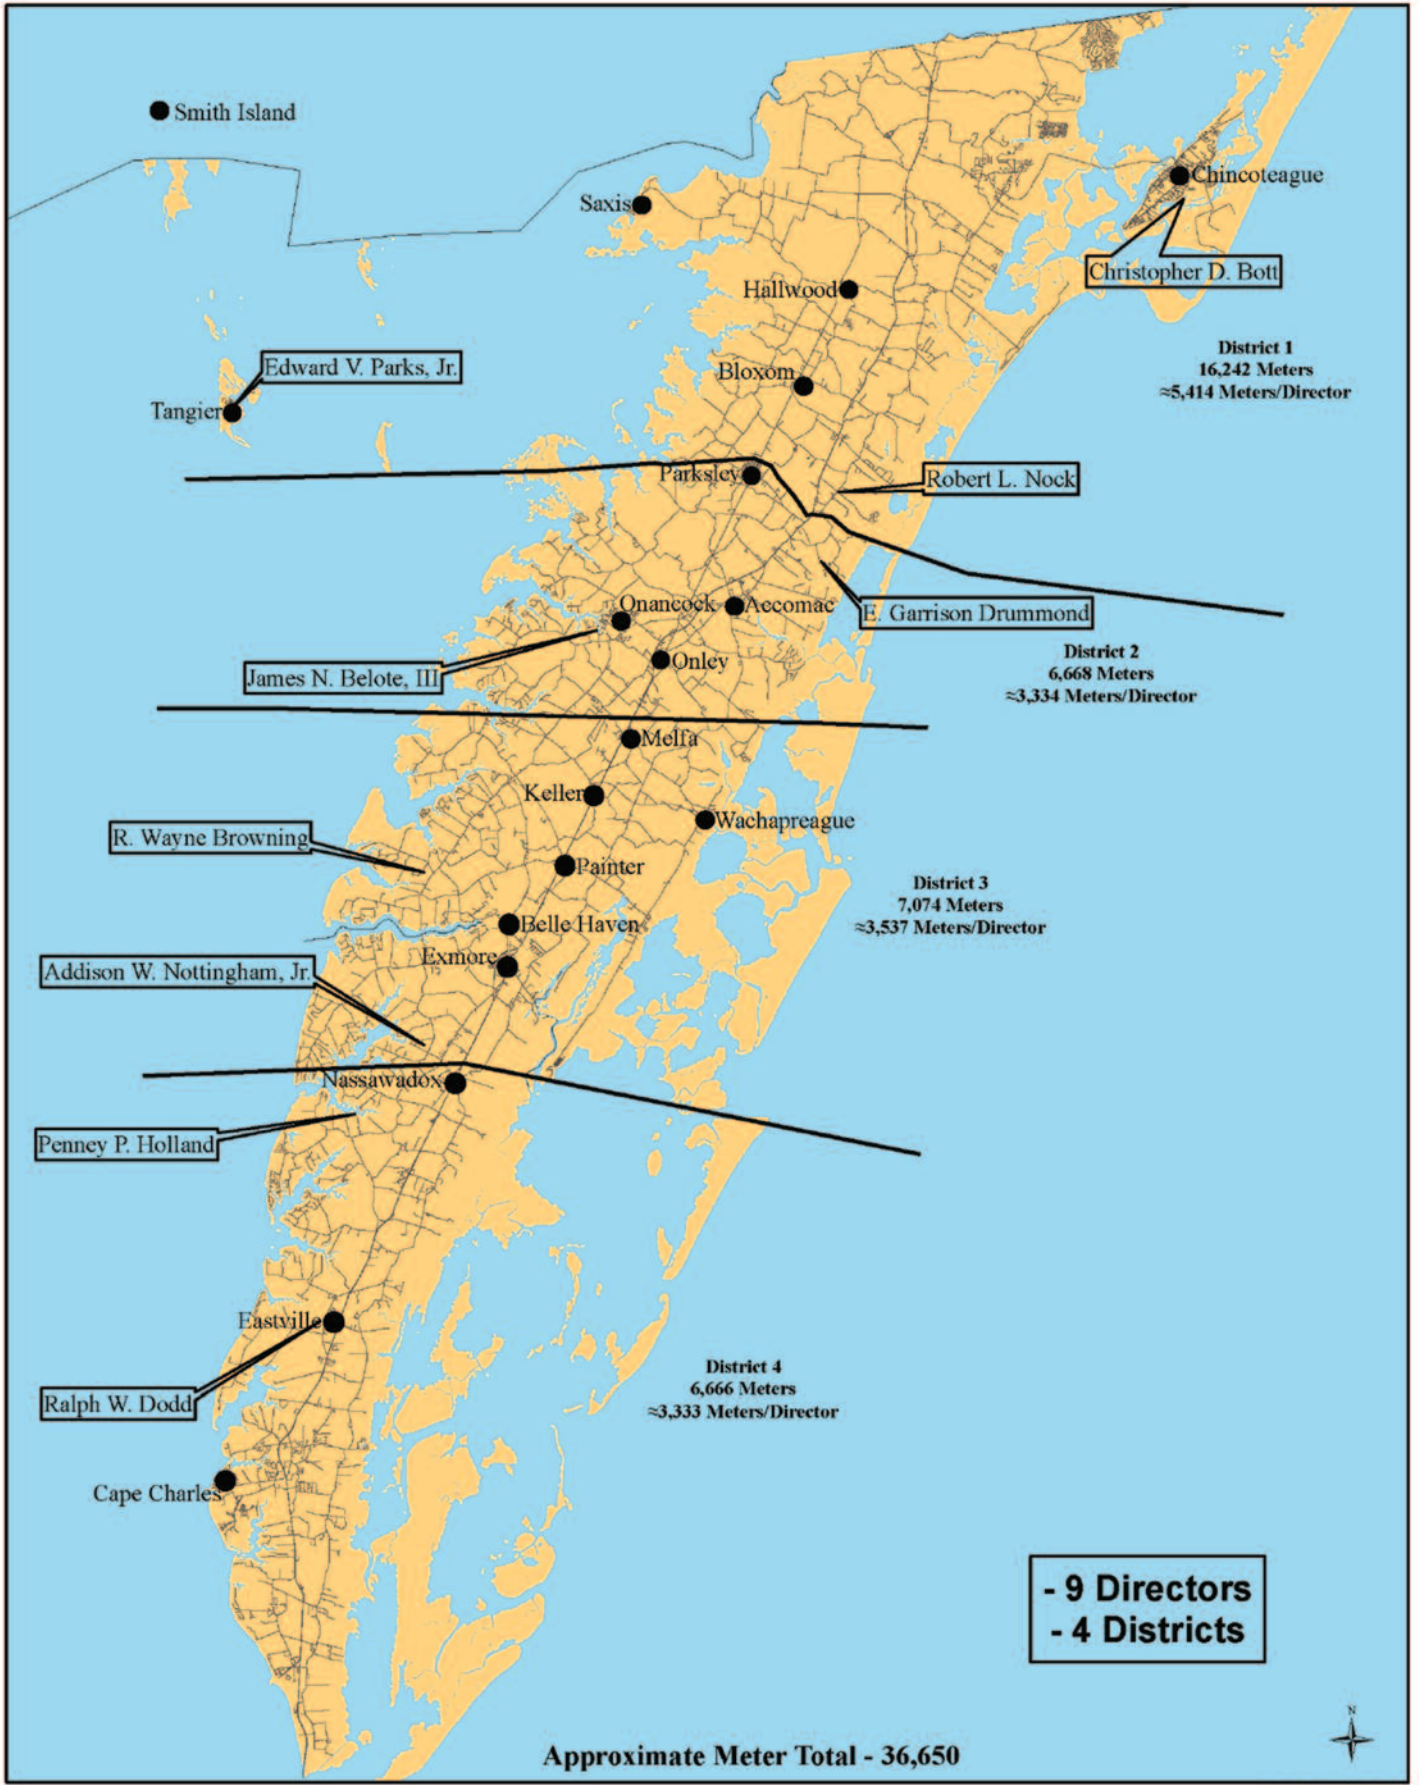 N
Smith Island
Chincoteague
Saxis
Christopher D. Bott
Hallwood
District 1
16,242 Meters
≈5,414 Meters/Director
Edward V. Parks, Jr.
Bloxom
Tangier
Parksley
Robert L. Nock
Onancock
Accomac
E. Garrison Drummond
District 2
6,668 Meters
≈3,334 Meters/Director
Onley
James N. Belote, III
Melfa
Keller
Wachapreague
R. Wayne Browning
Painter
District 3
7,074 Meters
≈3,537 Meters/Director
Belle Haven
Exmore
Addison W. Nottingham, Jr.
Nassawadox
Penney P. Holland
Eastville
District 4
6,666 Meters
≈3,333 Meters/Director
Ralph W. Dodd
Cape Charles
- 9 Directors
- 4 Districts
Approximate Meter Total - 36,650